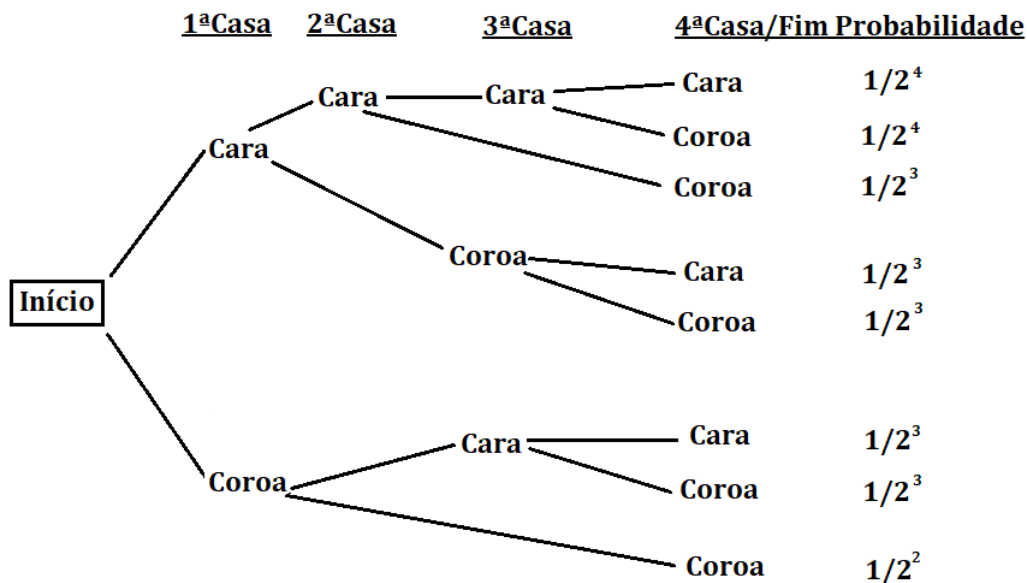 1ªCasa 2ªCasa 3ªCasa 4ªCasa/Fim Probabilidade
Cara Cara Cara 1/2⁴
Coroa 1/2⁴
Cara
Coroa 1/2³
Coroa Cara 1/2³
Início
Coroa 1/2³
Cara Cara 1/2³
Coroa Coroa 1/2³
Coroa 1/2²